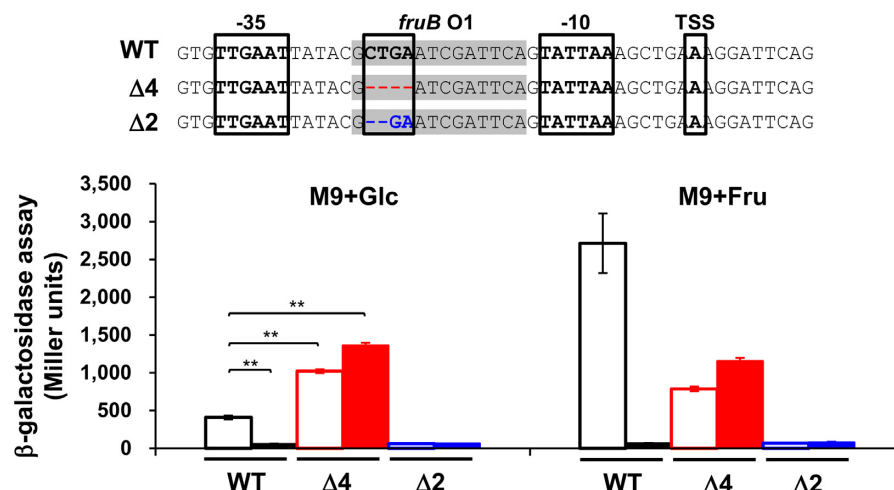 -35 fruB O1 -10 TSS
WT GTGTTGAATTATACGCTGAATCGATTCAGTATTAAAGCTGAAAGGATTCAG
Δ4 GTGTTGAATTATACG----ATCGATTCAGTATTAAAGCTGAAAGGATTCAG
Δ2 GTGTTGAATTATACG--GAATCGATTCAGTATTAAAGCTGAAAGGATTCAG
β-galactosidase assay
(Miller units)
3,500
3,000
2,500
2,000
1,500
1,000
500
0
M9+Glc M9+Fru
**
**
**
WT Δ4 Δ2 WT Δ4 Δ2